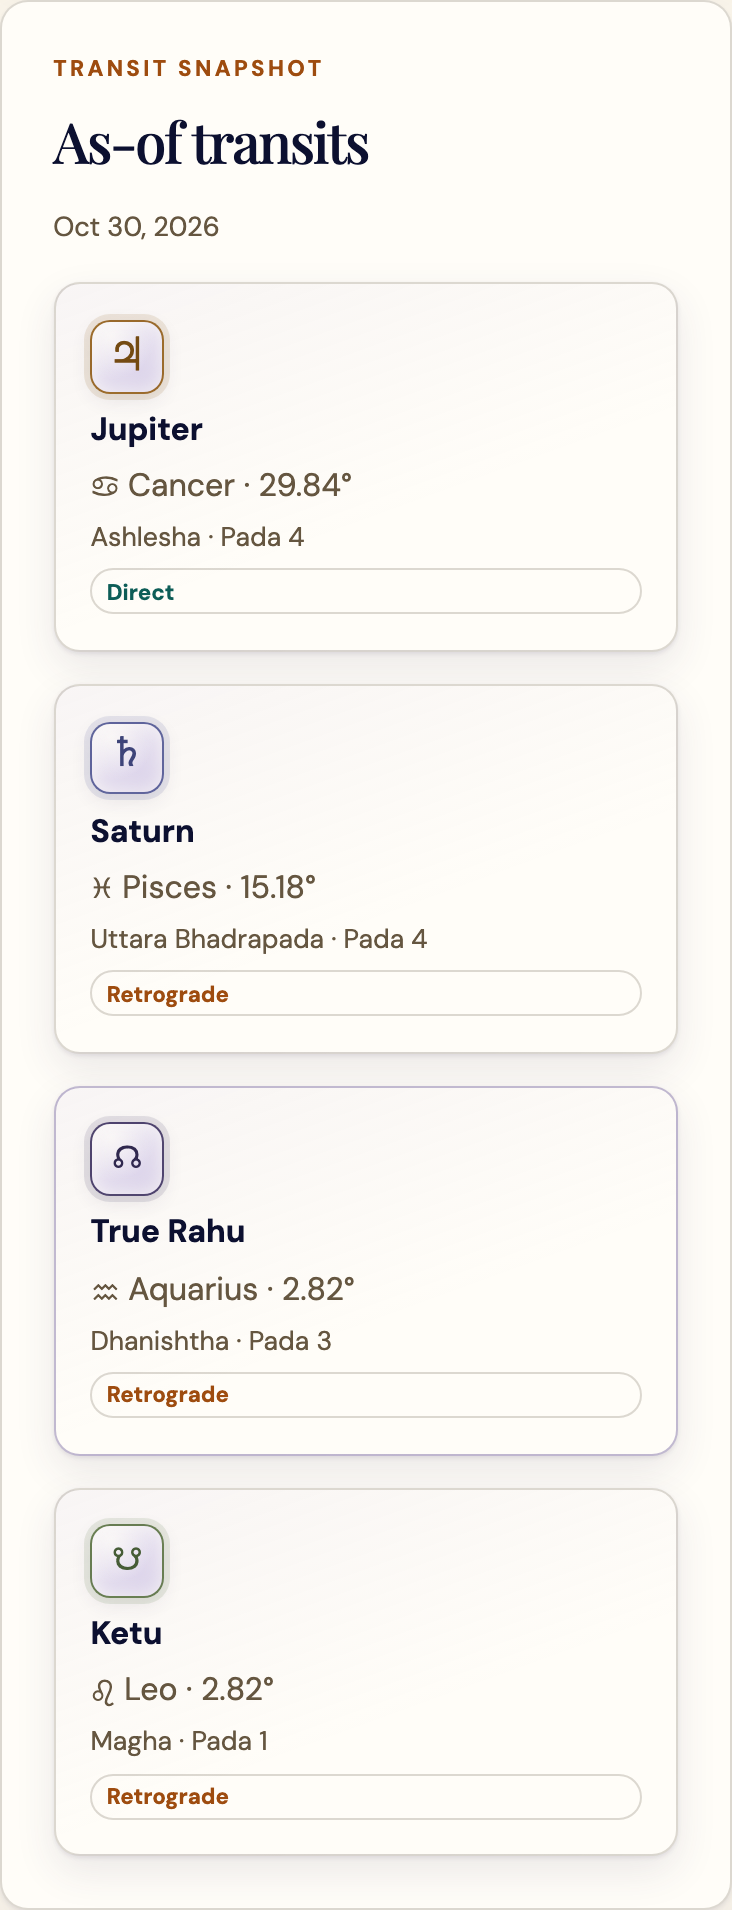 TRANSIT SNAPSHOT
As-of transits
Oct 30, 2026
♃
Jupiter
♋ Cancer · 29.84°
Ashlesha · Pada 4
Direct
♄
Saturn
♓ Pisces · 15.18°
Uttara Bhadrapada · Pada 4
Retrograde
☊
True Rahu
♒ Aquarius · 2.82°
Dhanishtha · Pada 3
Retrograde
☋
Ketu
♌ Leo · 2.82°
Magha · Pada 1
Retrograde